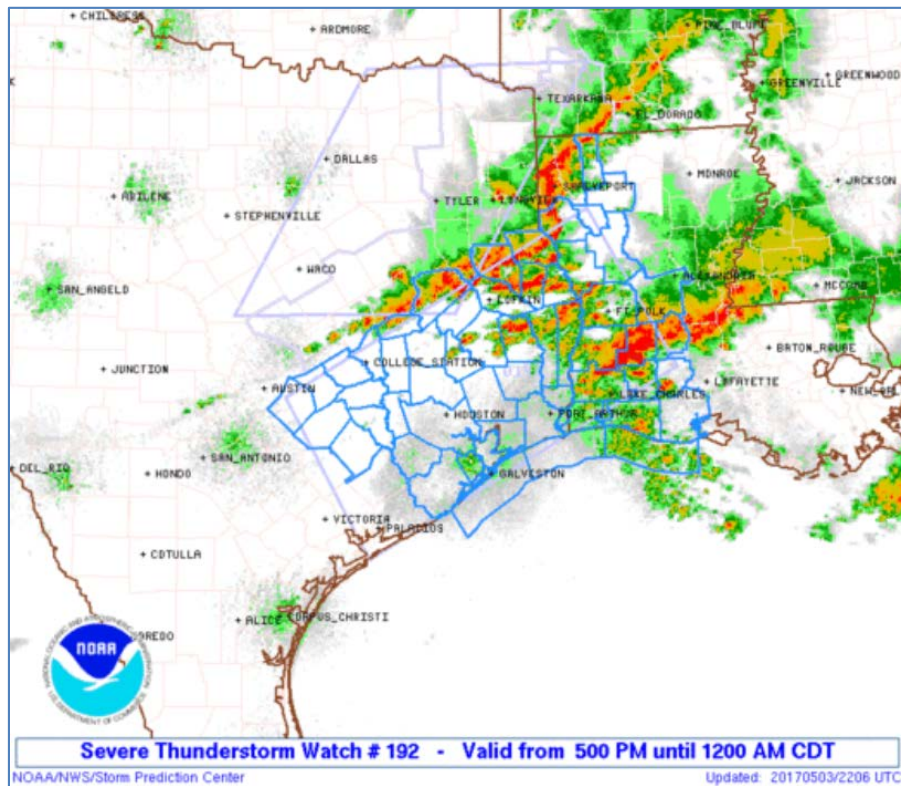 CHILDRESS
ARDMORE
PINE_BLUFF
GREENWOOD
GREENVILLE
TEXARKANA
EL_DORADO
DALLAS
MONROE
JACKSON
ABILENE
SHREVEPORT
TYLER
LONGVIEW
STEPHENVILLE
WACO
ALEXANDRIA
SAN_ANGELO
MCCOMB
LUFKIN
FT_POLK
COLLEGE_STATION
BATON_ROUGE
JUNCTION
AUSTIN
LAFAYETTE
LAKE_CHARLES
HOUSTON
PORT_ARTHUR
SAN_ANTONIO
DEL_RIO
HONDO
GALVESTON
VICTORIA
PALACIOS
COTULLA
ALICE
CORPUS_CHRISTI
NOAA
Severe Thunderstorm Watch # 192 - Valid from 500 PM until 1200 AM CDT
NOAA/NWS/Storm Prediction Center
Updated: 20170503/2206 UTC